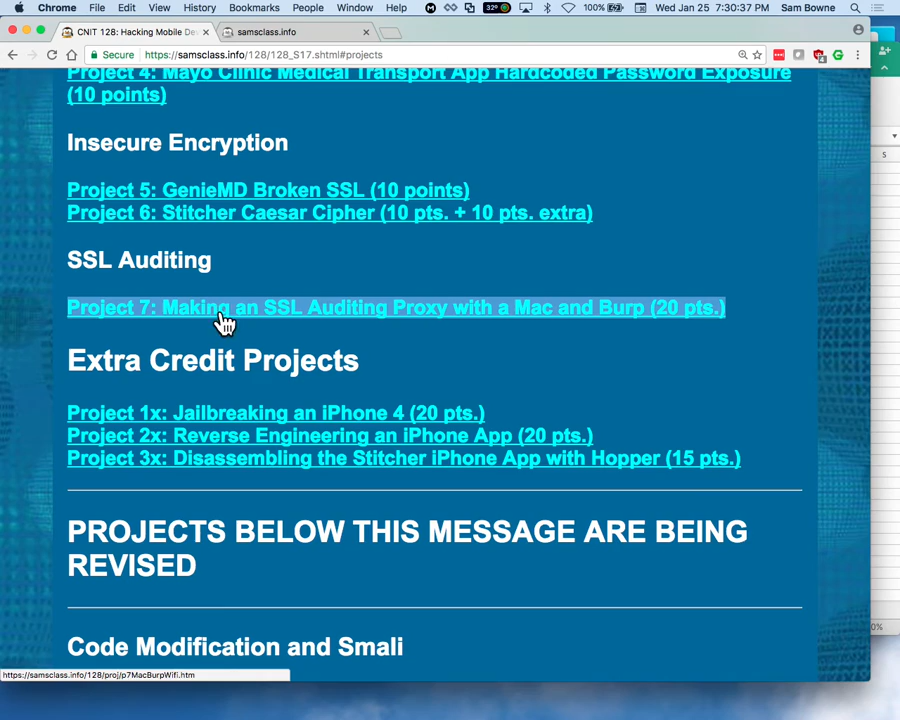 Chrome File Edit View History Bookmarks People Window Help 32° 100% Wed Jan 25 7:30:37 PM Sam Bowne
CNIT 128: Hacking Mobile De samsclass.info
Secure https://samsclass.info/128/128_S17.shtml#projects
Project 4: Mayo Clinic Medical Transport App Hardcoded Password Exposure
(10 points)
Insecure Encryption
S
Project 5: GenieMD Broken SSL (10 points)
Project 6: Stitcher Caesar Cipher (10 pts. + 10 pts. extra)
SSL Auditing
Project 7: Making an SSL Auditing Proxy with a Mac and Burp (20 pts.)
Extra Credit Projects
Project 1x: Jailbreaking an iPhone 4 (20 pts.)
Project 2x: Reverse Engineering an iPhone App (20 pts.)
Project 3x: Disassembling the Stitcher iPhone App with Hopper (15 pts.)
PROJECTS BELOW THIS MESSAGE ARE BEING
REVISED
Code Modification and Smali
https://samsclass.info/128/proj/p7MacBurpWifi.htm